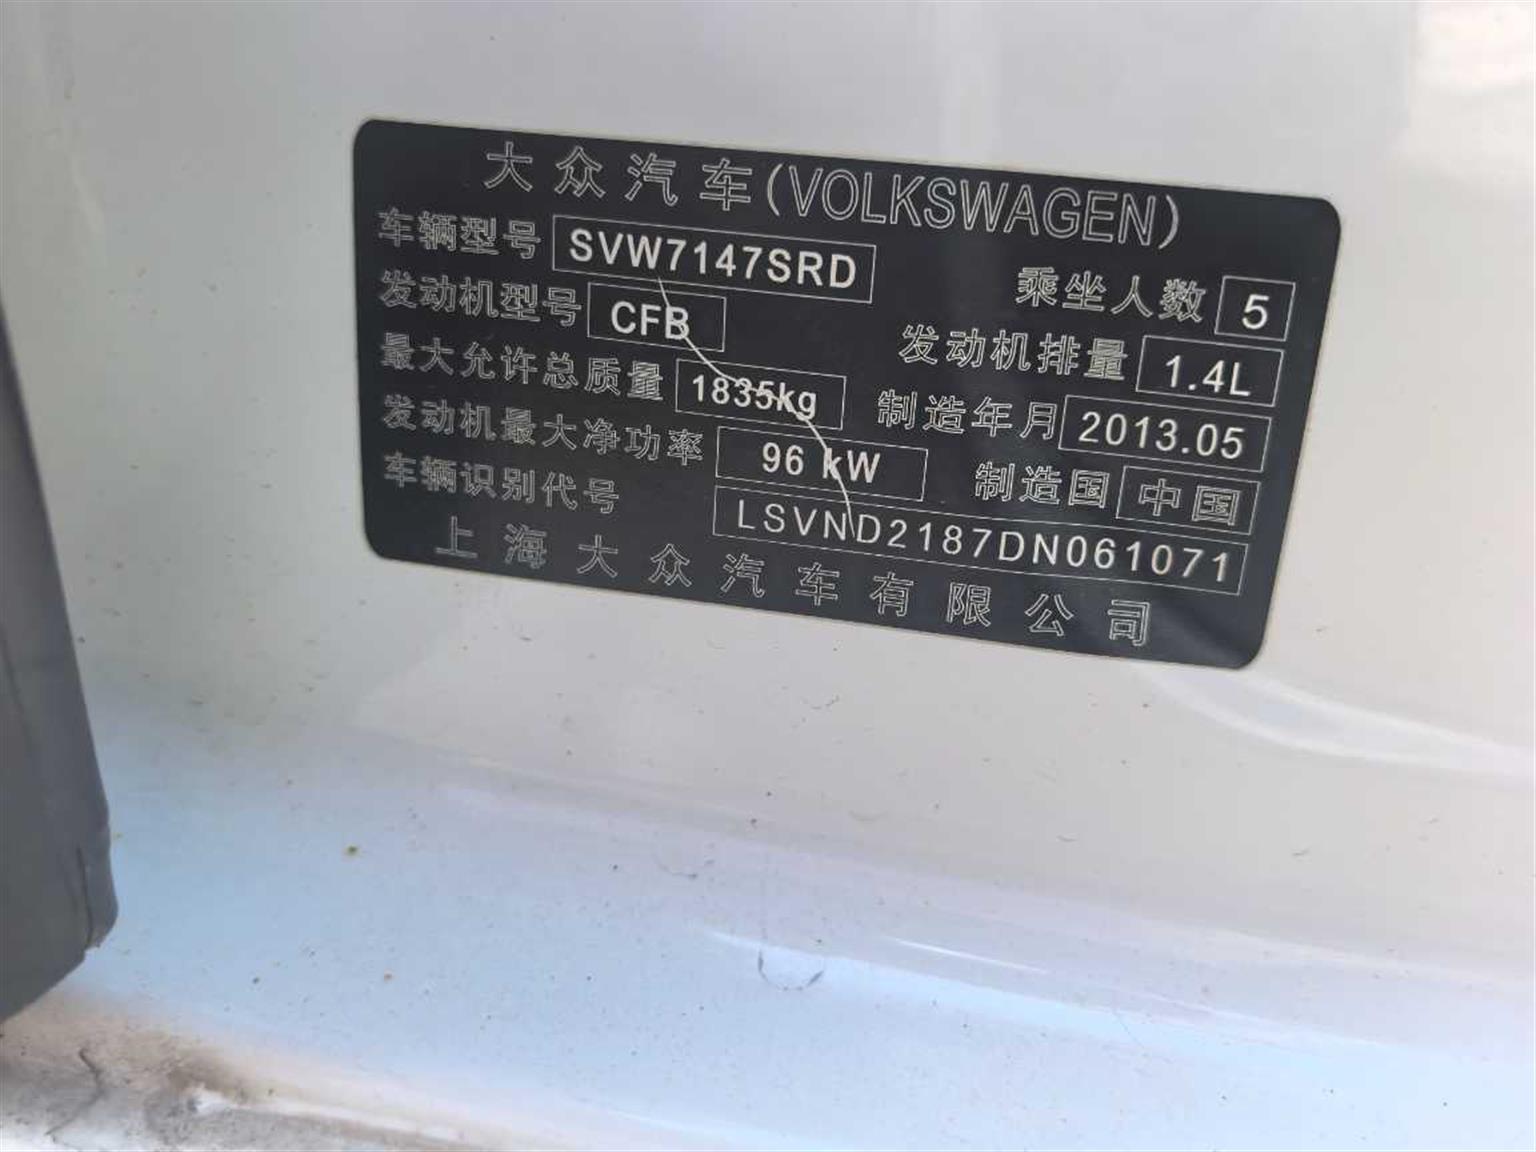 大众汽车(VOLKSWAGEN)
车辆型号 SVW7147SRD 乘坐人数 5
发动机型号 CFB 发动机排量 1.4L
最大允许总质量 1835kg 制造年月 2013.05
发动机最大净功率 96 kW 制造国 中国
车辆识别代号 LSVND2187DN061071
上海大众汽车有限公司